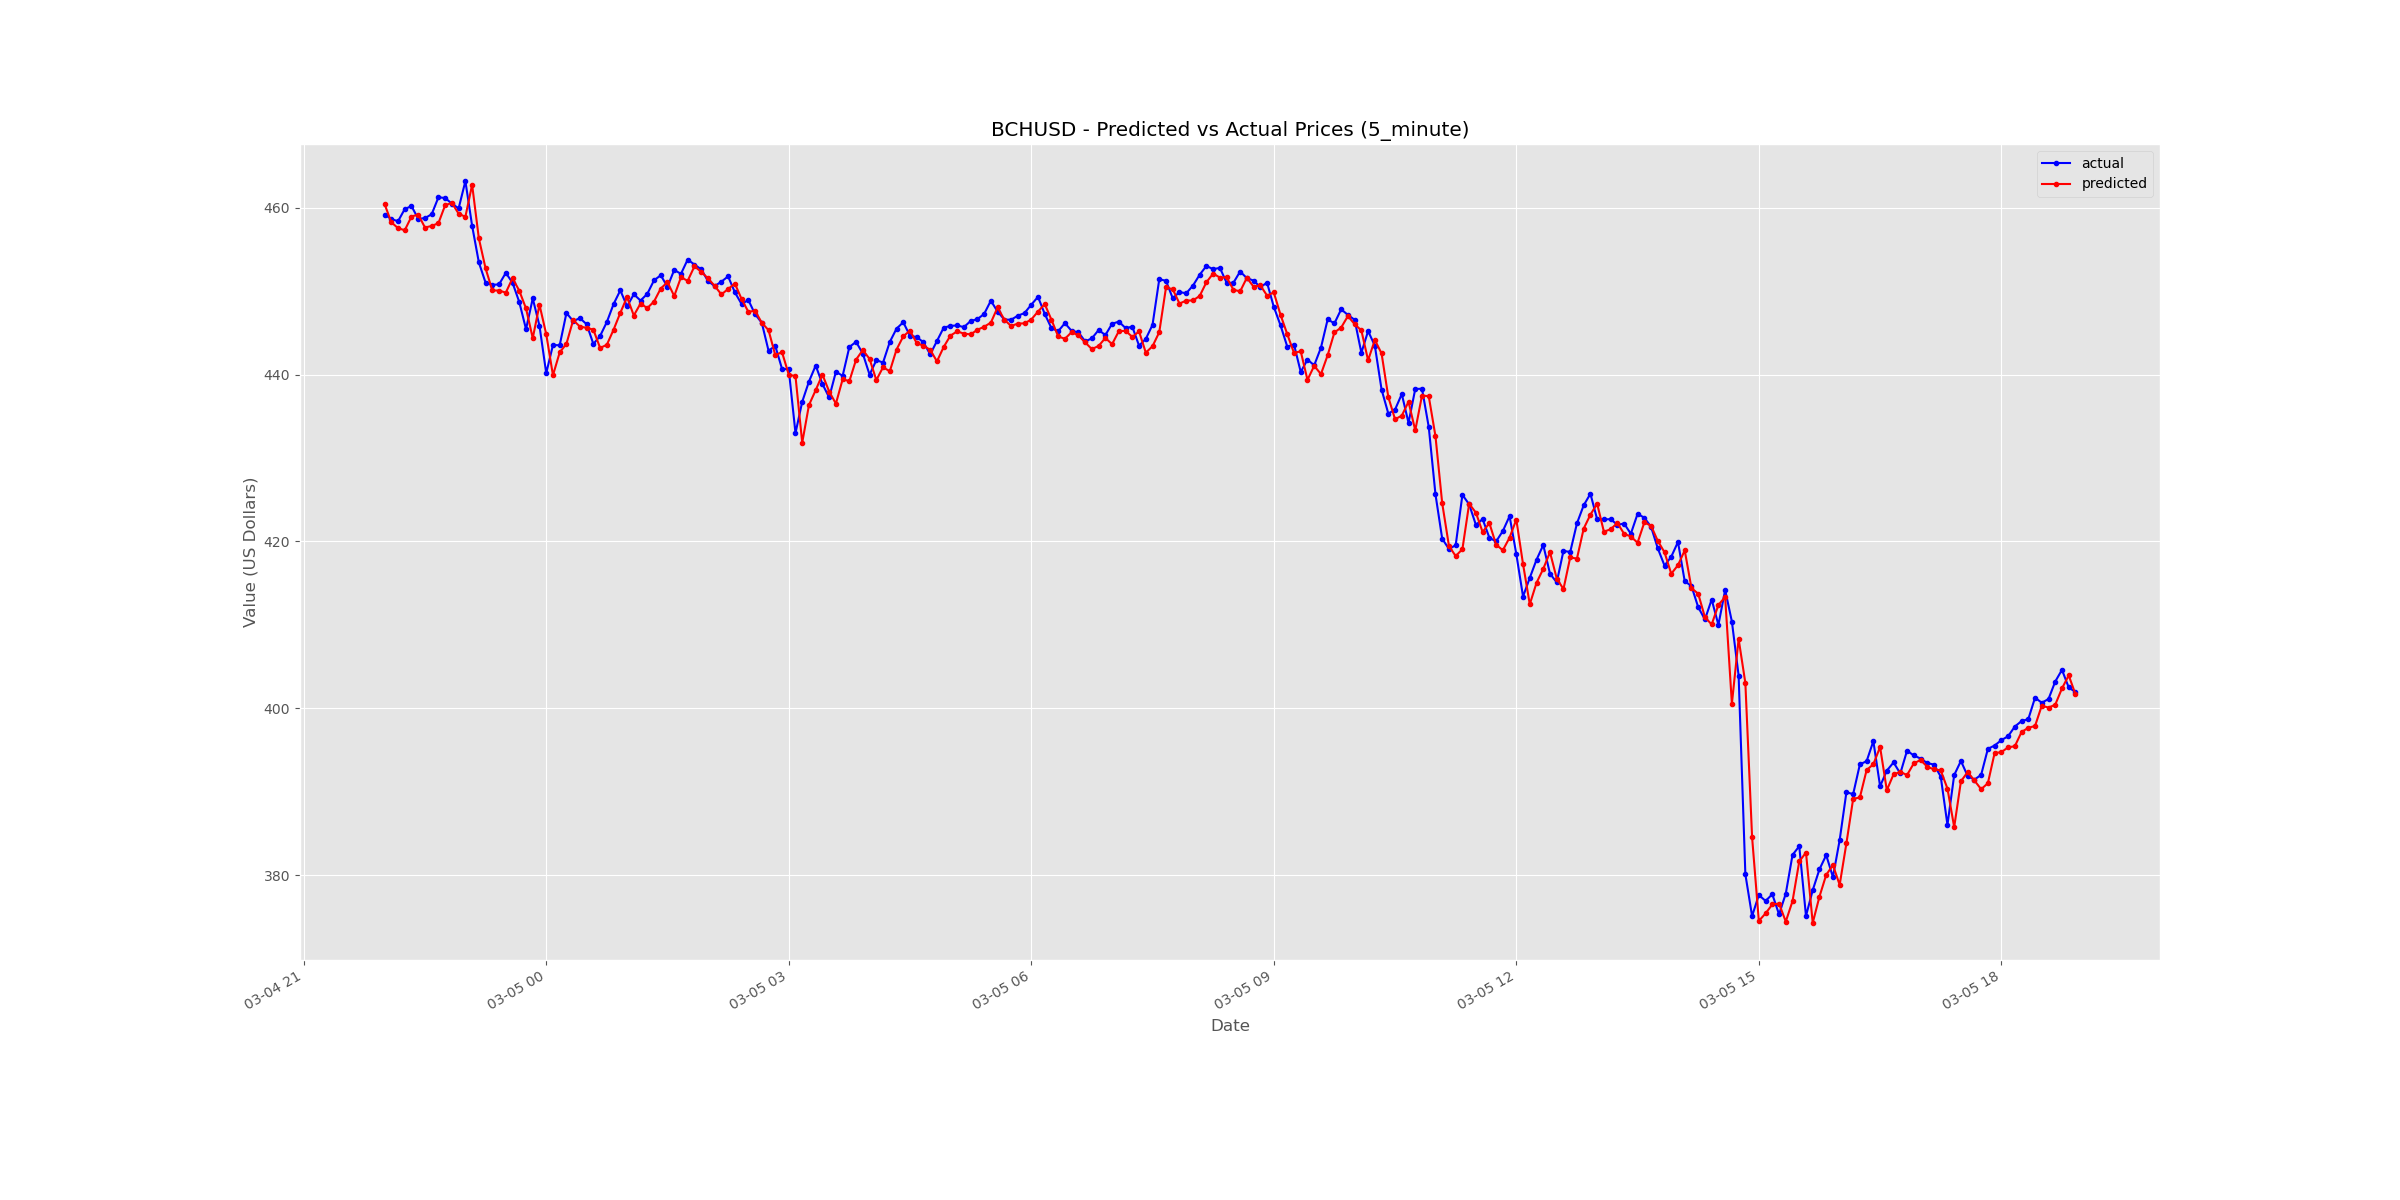 BCHUSD - Predicted vs Actual Prices (5_minute)
actual
predicted
460
440
420
400
380
Value (US Dollars)
03-04 21
03-05 00
03-05 03
03-05 06
03-05 09
03-05 12
03-05 15
03-05 18
Date